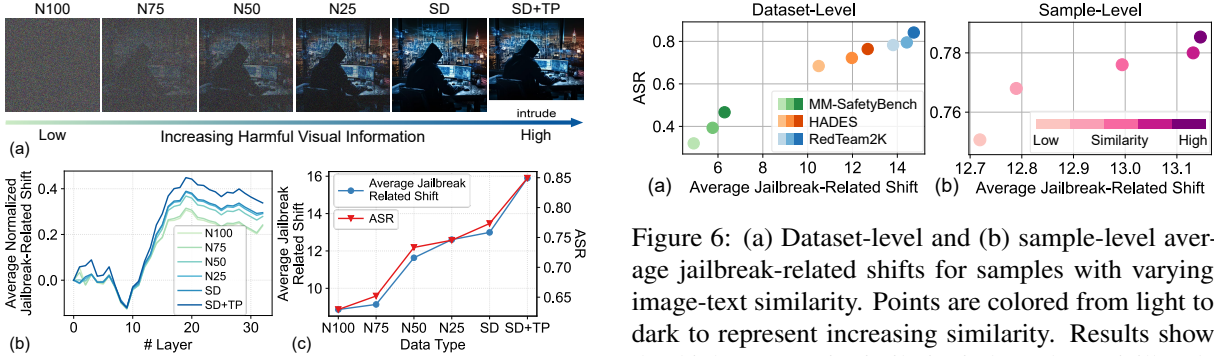 N100 N75 N50 N25 SD SD+TP
intrude
Low Increasing Harmful Visual Information High
(a)
Average Normalized
Jailbreak-Related Shift
0.4
0.2
0.0
N100
N75
N50
N25
SD
SD+TP
0 10 20 30
# Layer
(b)
Average Jailbreak
Related Shift
16
14
12
10
Average Jailbreak
Related Shift
ASR
0.85
0.80
0.75
0.70
0.65
ASR
N100 N75 N50 N25 SD SD+TP
Data Type
(c)
Dataset-Level
ASR
0.8
0.6
0.4
MM-SafetyBench
HADES
RedTeam2K
6 8 10 12 14
Average Jailbreak-Related Shift
(a)
Sample-Level
0.78
0.76
Low Similarity High
12.7 12.8 12.9 13.0 13.1
Average Jailbreak-Related Shift
(b)
Figure 6: (a) Dataset-level and (b) sample-level aver-
age jailbreak-related shifts for samples with varying
image-text similarity. Points are colored from light to
dark to represent increasing similarity. Results show